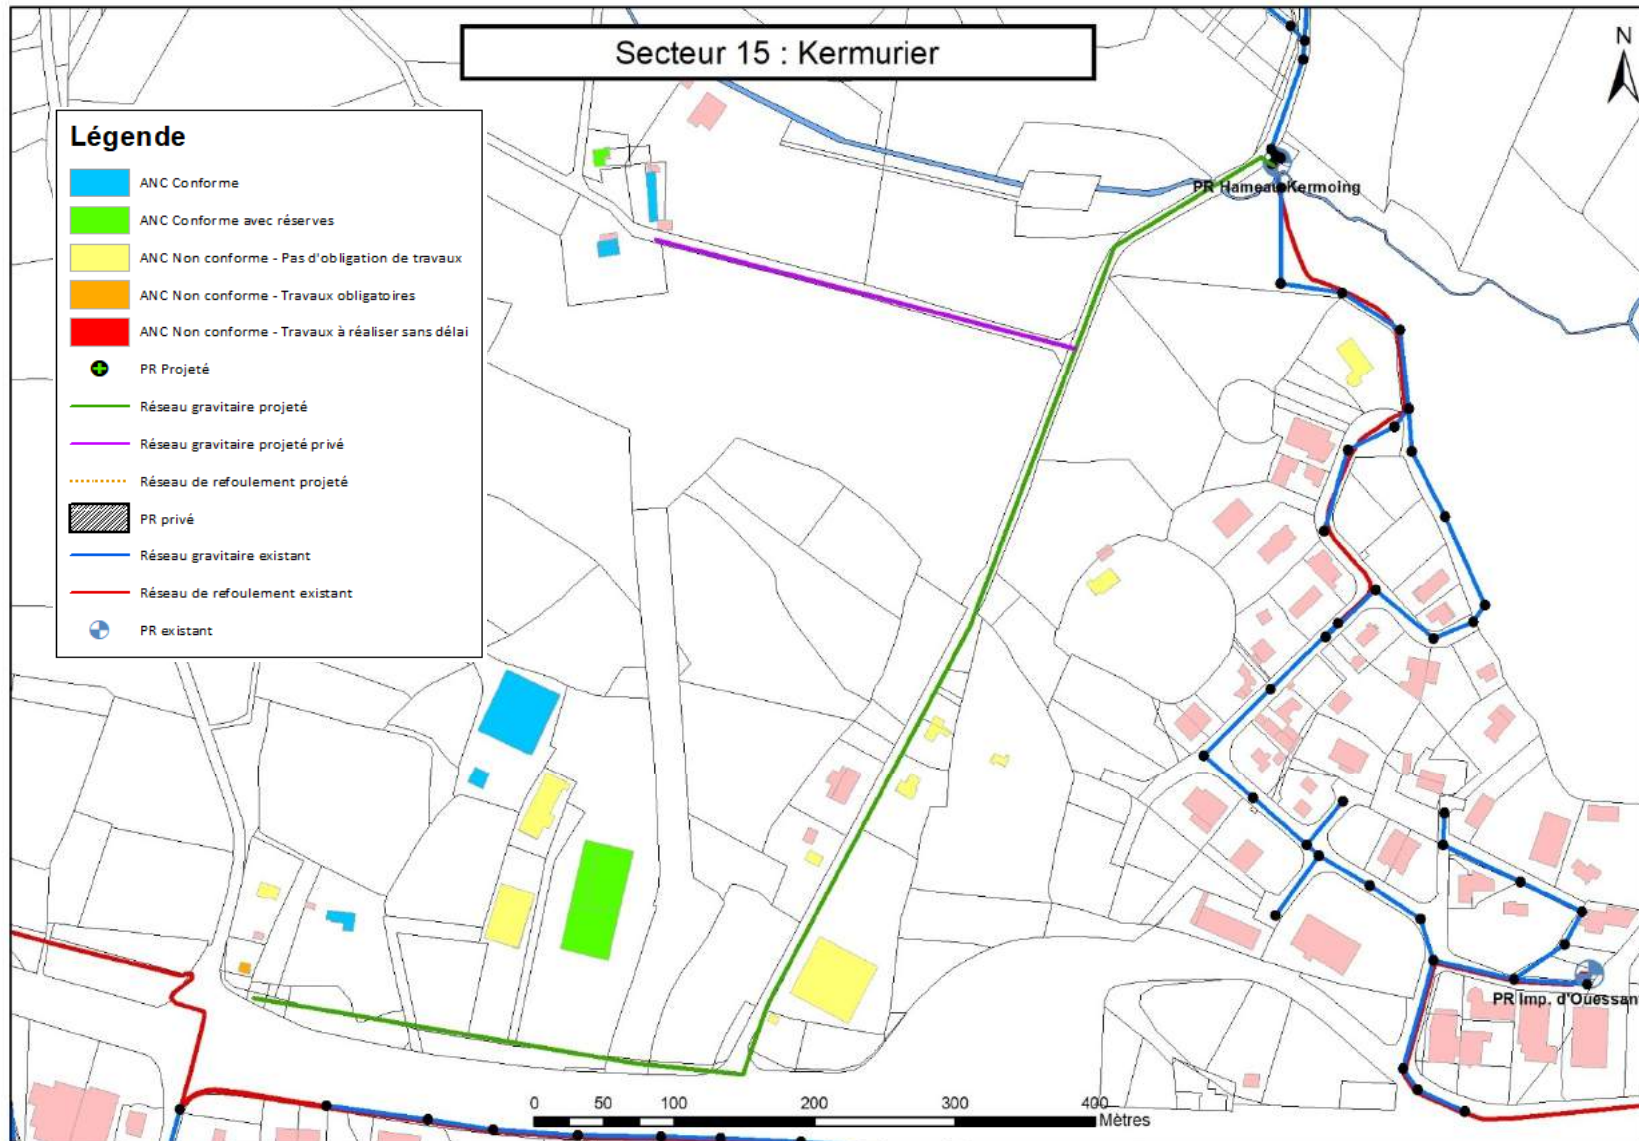 Secteur 15 : Kermurier
N
Légende
ANC Conforme
ANC Conforme avec réserves
ANC Non conforme - Pas d'obligation de travaux
ANC Non conforme - Travaux obligatoires
ANC Non conforme - Travaux à réaliser sans délai
PR Projeté
Réseau gravitaire projeté
Réseau gravitaire projeté privé
Réseau de refoulement projeté
PR privé
Réseau gravitaire existant
Réseau de refoulement existant
PR existant
PR Hameau Kermoing
PR Imp. d'Ouessant
0 50 100 200 300 400
Mètres